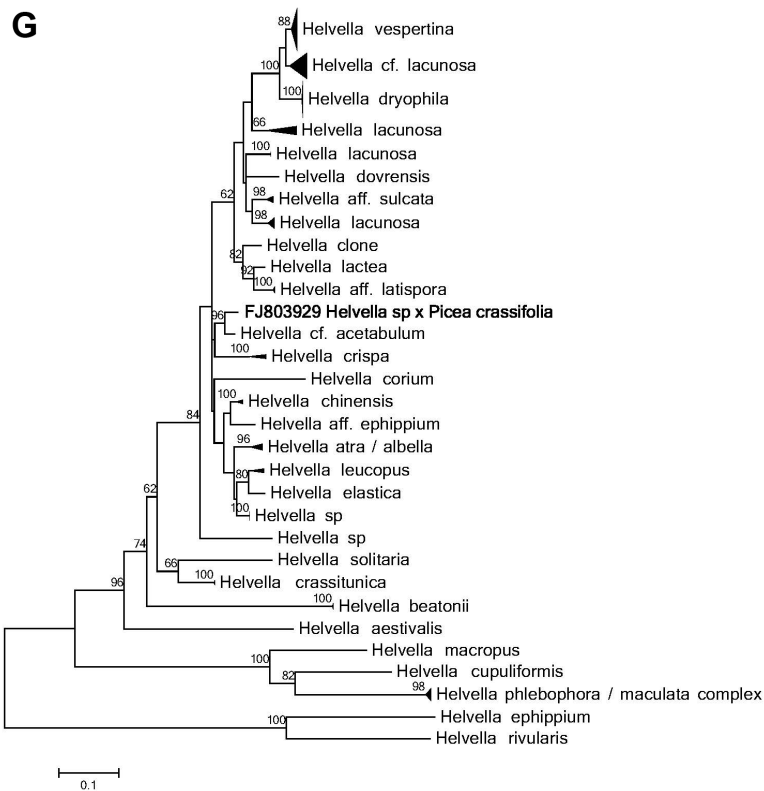 G
88
Helvella vespertina
Helvella cf. lacunosa
100
100
Helvella dryophila
66
Helvella lacunosa
100
Helvella lacunosa
Helvella dovrensis
62
98
Helvella aff. sulcata
98
Helvella lacunosa
Helvella clone
82
92
Helvella lactea
100
Helvella aff. latispora
96
FJ803929 Helvella sp x Picea crassifolia
Helvella cf. acetabulum
100
Helvella crispa
Helvella corium
100
Helvella chinensis
84
Helvella aff. ephippium
96
Helvella atra / albella
80
Helvella leucopus
62
Helvella elastica
100
Helvella sp
Helvella sp
74
66
Helvella solitaria
96
100
Helvella crassitunica
100
Helvella beatonii
Helvella aestivalis
100
Helvella macropus
82
Helvella cupuliformis
98
Helvella phlebophora / maculata complex
100
Helvella ephippium
Helvella rivularis
0.1